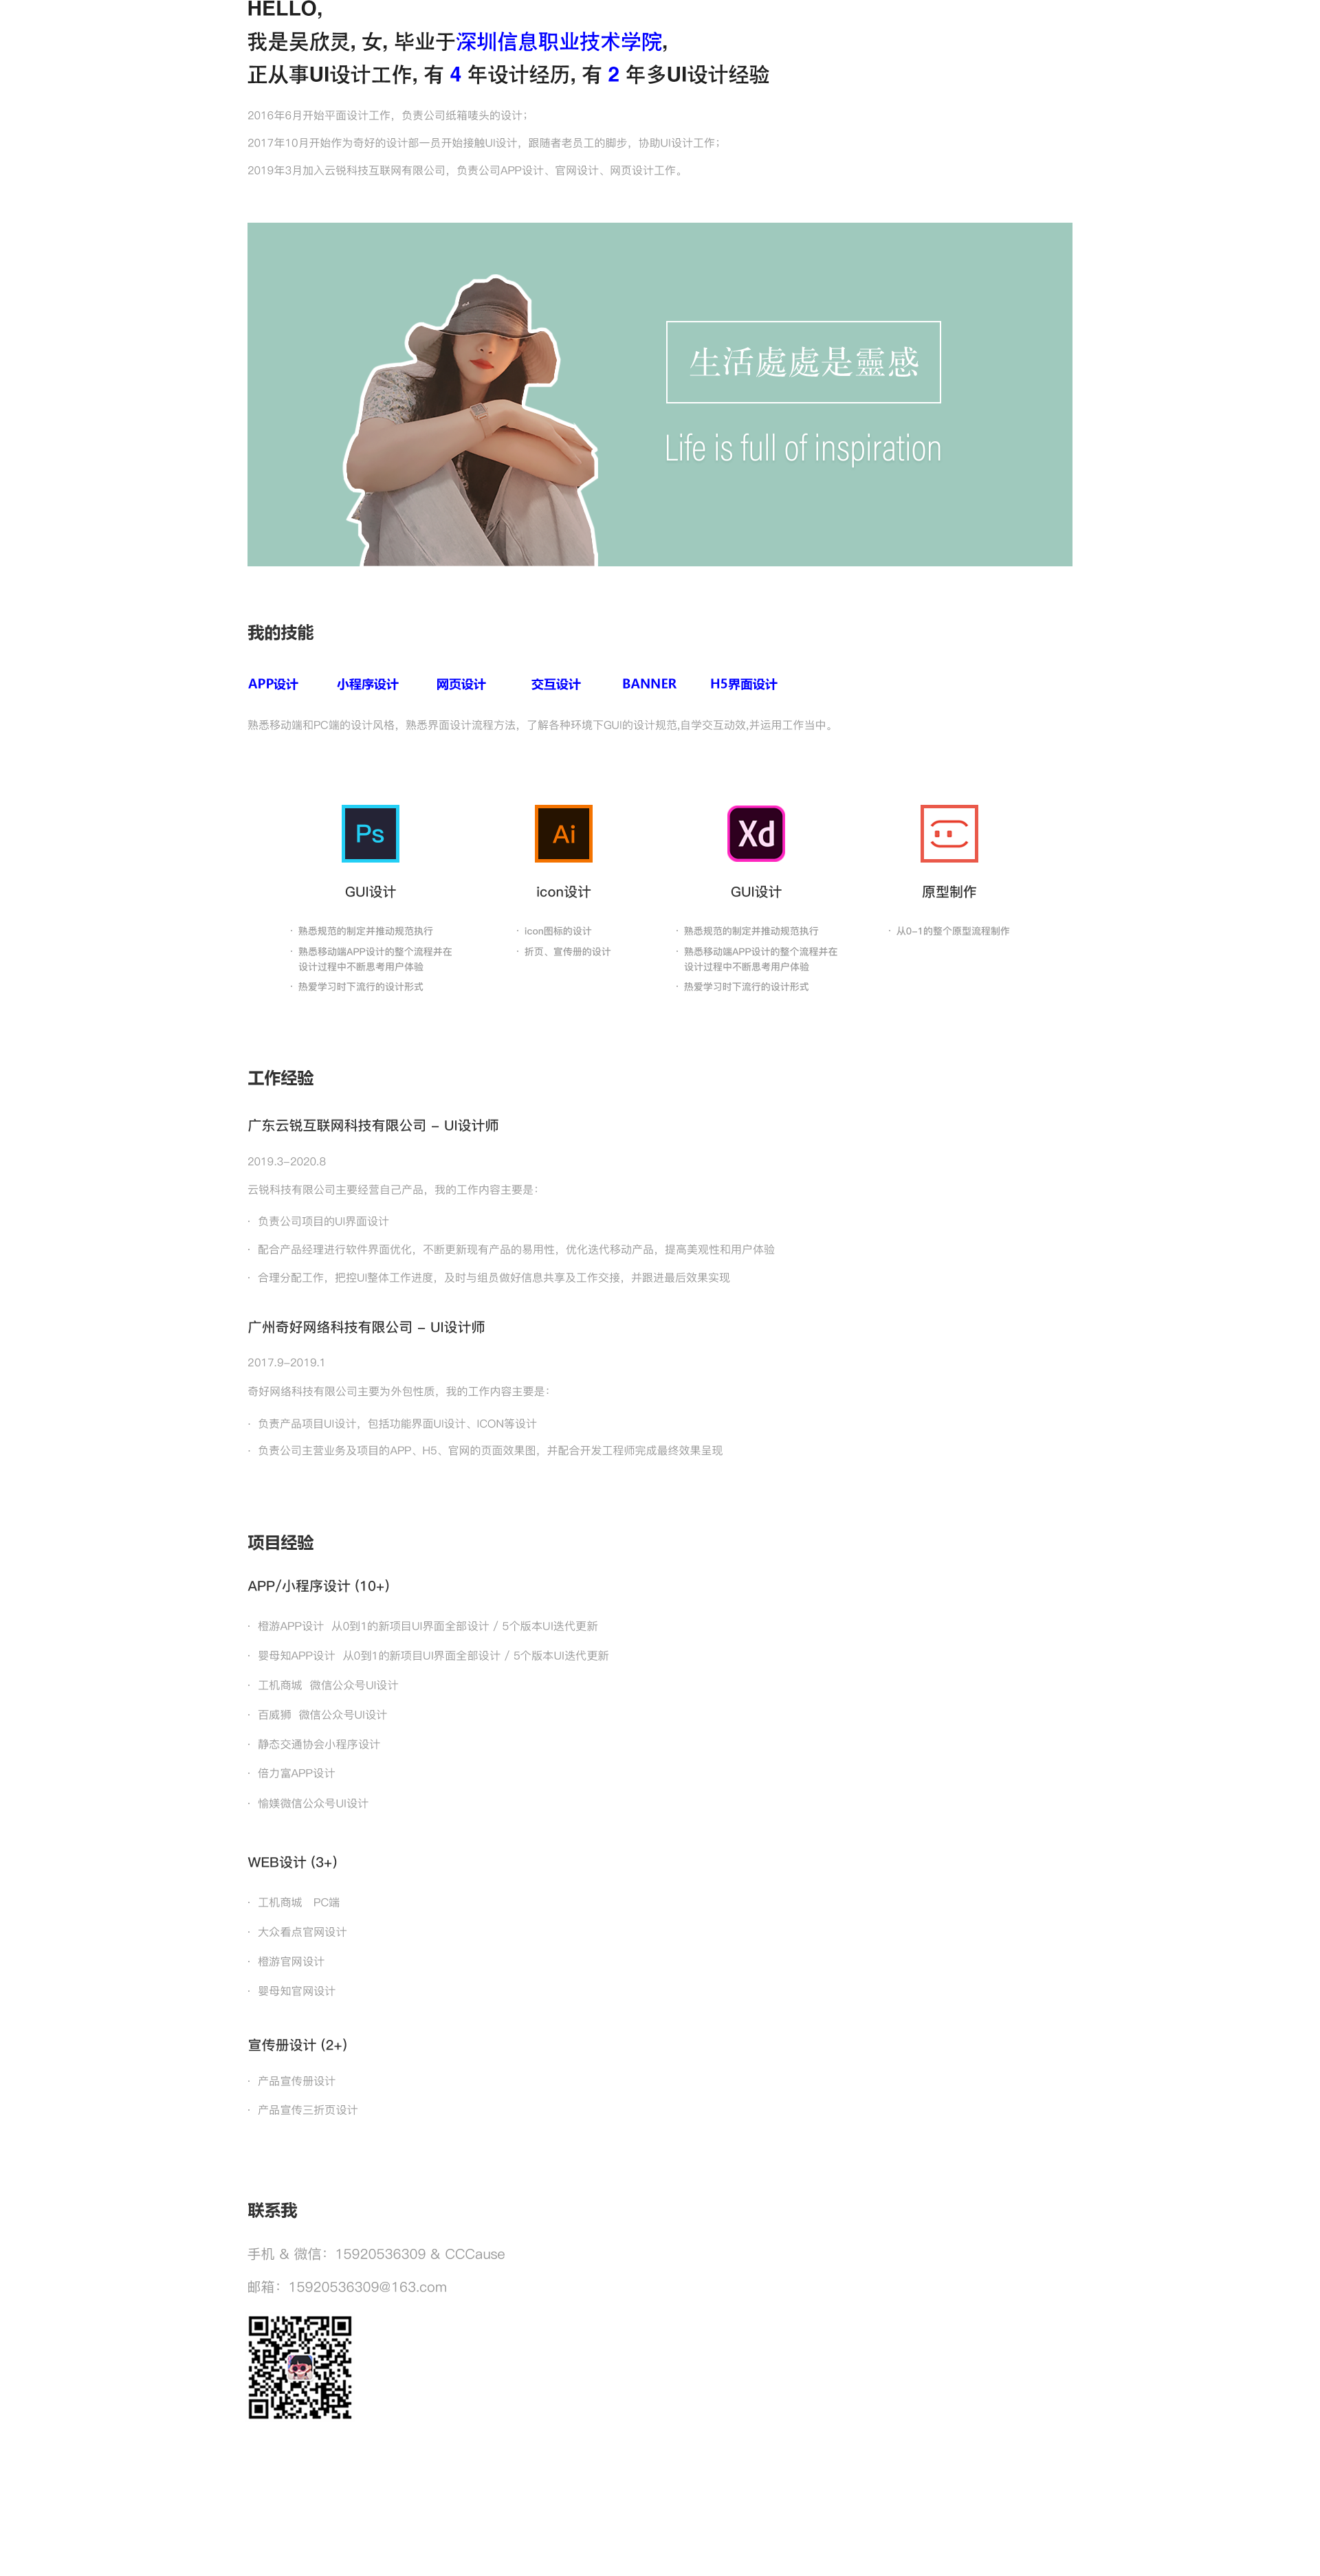 HELLO,
我是吴欣灵, 女, 毕业于深圳信息职业技术学院,
正从事UI设计工作, 有 4 年设计经历, 有 2 年多UI设计经验
2016年6月开始平面设计工作，负责公司纸箱唛头的设计；
2017年10月开始作为奇好的设计部一员开始接触UI设计，跟随者老员工的脚步，协助UI设计工作；
2019年3月加入云锐科技互联网有限公司，负责公司APP设计、官网设计、网页设计工作。
生活處處是靈感
Life is full of inspiration
我的技能
APP设计 小程序设计 网页设计 交互设计 BANNER H5界面设计
熟悉移动端和PC端的设计风格，熟悉界面设计流程方法，了解各种环境下GUI的设计规范,自学交互动效,并运用工作当中。
Ps
GUI设计
· 熟悉规范的制定并推动规范执行
· 熟悉移动端APP设计的整个流程并在
设计过程中不断思考用户体验
· 热爱学习时下流行的设计形式
Ai
icon设计
· icon图标的设计
· 折页、宣传册的设计
Xd
GUI设计
· 熟悉规范的制定并推动规范执行
· 熟悉移动端APP设计的整个流程并在
设计过程中不断思考用户体验
· 热爱学习时下流行的设计形式
原型制作
· 从0-1的整个原型流程制作
工作经验
广东云锐互联网科技有限公司 - UI设计师
2019.3-2020.8
云锐科技有限公司主要经营自己产品，我的工作内容主要是：
· 负责公司项目的UI界面设计
· 配合产品经理进行软件界面优化，不断更新现有产品的易用性，优化迭代移动产品，提高美观性和用户体验
· 合理分配工作，把控UI整体工作进度，及时与组员做好信息共享及工作交接，并跟进最后效果实现
广州奇好网络科技有限公司 - UI设计师
2017.9-2019.1
奇好网络科技有限公司主要为外包性质，我的工作内容主要是：
· 负责产品项目UI设计，包括功能界面UI设计、ICON等设计
· 负责公司主营业务及项目的APP、H5、官网的页面效果图，并配合开发工程师完成最终效果呈现
项目经验
APP/小程序设计 (10+)
· 橙游APP设计 从0到1的新项目UI界面全部设计 / 5个版本UI迭代更新
· 婴母知APP设计 从0到1的新项目UI界面全部设计 / 5个版本UI迭代更新
· 工机商城 微信公众号UI设计
· 百威狮 微信公众号UI设计
· 静态交通协会小程序设计
· 倍力富APP设计
· 愉媄微信公众号UI设计
WEB设计 (3+)
· 工机商城 PC端
· 大众看点官网设计
· 橙游官网设计
· 婴母知官网设计
宣传册设计 (2+)
· 产品宣传册设计
· 产品宣传三折页设计
联系我
手机 & 微信：15920536309 & CCCause
邮箱：15920536309@163.com